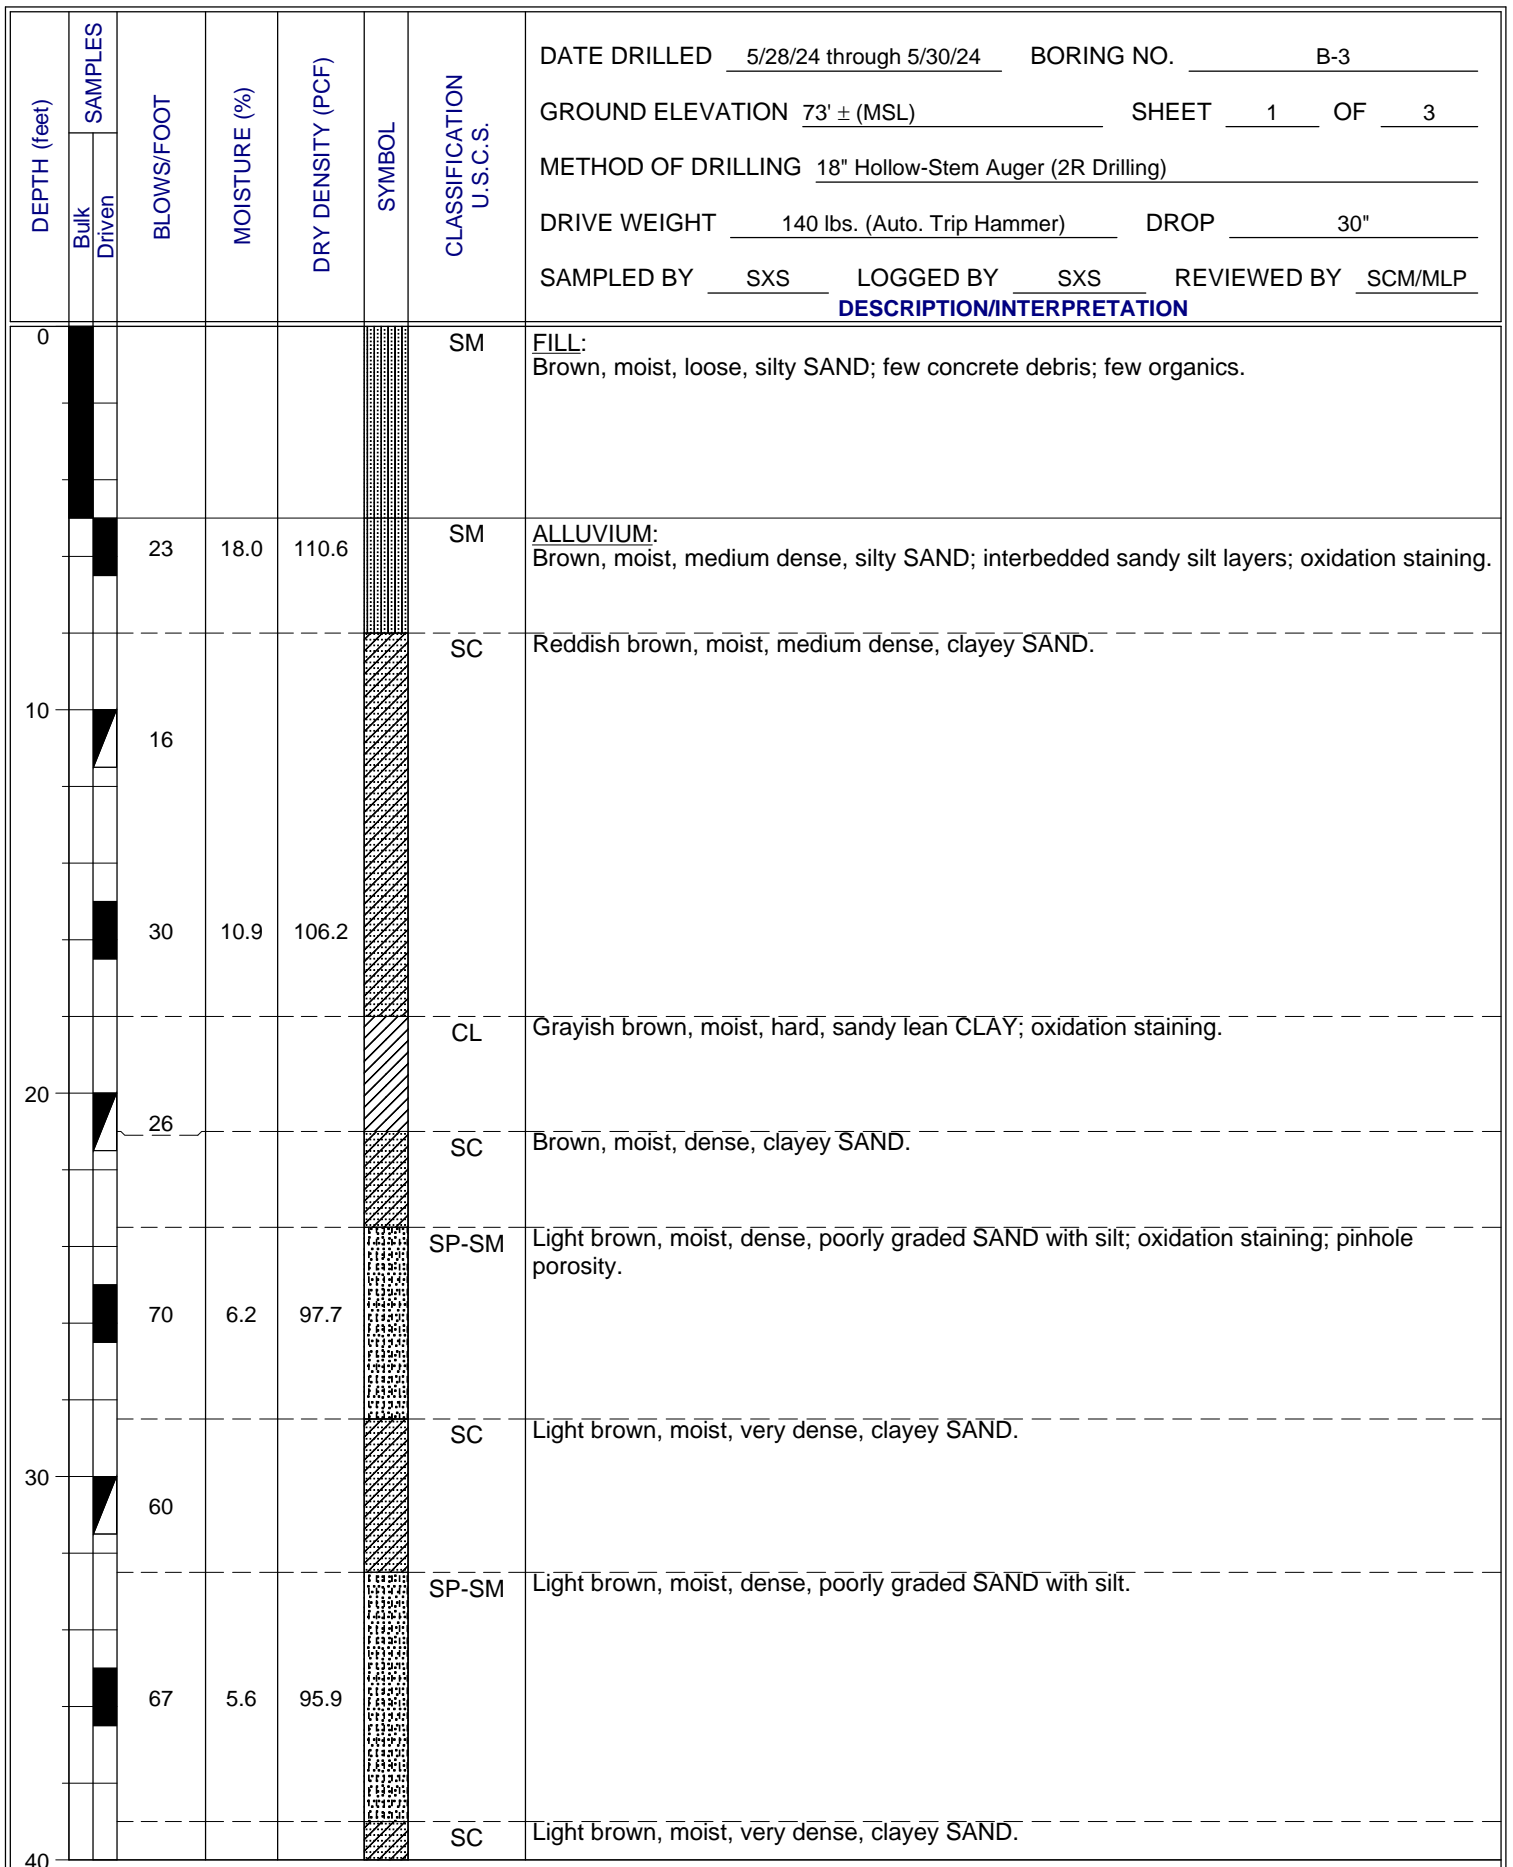 DEPTH (feet)
SAMPLES
Bulk
Driven
BLOWS/FOOT
MOISTURE (%)
DRY DENSITY (PCF)
SYMBOL
CLASSIFICATION
U.S.C.S.
DATE DRILLED 5/28/24 through 5/30/24 BORING NO. B-3
GROUND ELEVATION 73' ± (MSL) SHEET 1 OF 3
METHOD OF DRILLING 18" Hollow-Stem Auger (2R Drilling)
DRIVE WEIGHT 140 lbs. (Auto. Trip Hammer) DROP 30"
SAMPLED BY SXS LOGGED BY SXS REVIEWED BY SCM/MLP
DESCRIPTION/INTERPRETATION
0 SM FILL:
Brown, moist, loose, silty SAND; few concrete debris; few organics.
SM ALLUVIUM:
23 18.0 110.6 Brown, moist, medium dense, silty SAND; interbedded sandy silt layers; oxidation staining.
SC Reddish brown, moist, medium dense, clayey SAND.
10
16
30 10.9 106.2
CL Grayish brown, moist, hard, sandy lean CLAY; oxidation staining.
20
26
SC Brown, moist, dense, clayey SAND.
SP-SM Light brown, moist, dense, poorly graded SAND with silt; oxidation staining; pinhole
porosity.
70 6.2 97.7
SC Light brown, moist, very dense, clayey SAND.
30
60
SP-SM Light brown, moist, dense, poorly graded SAND with silt.
67 5.6 95.9
SC Light brown, moist, very dense, clayey SAND.
40